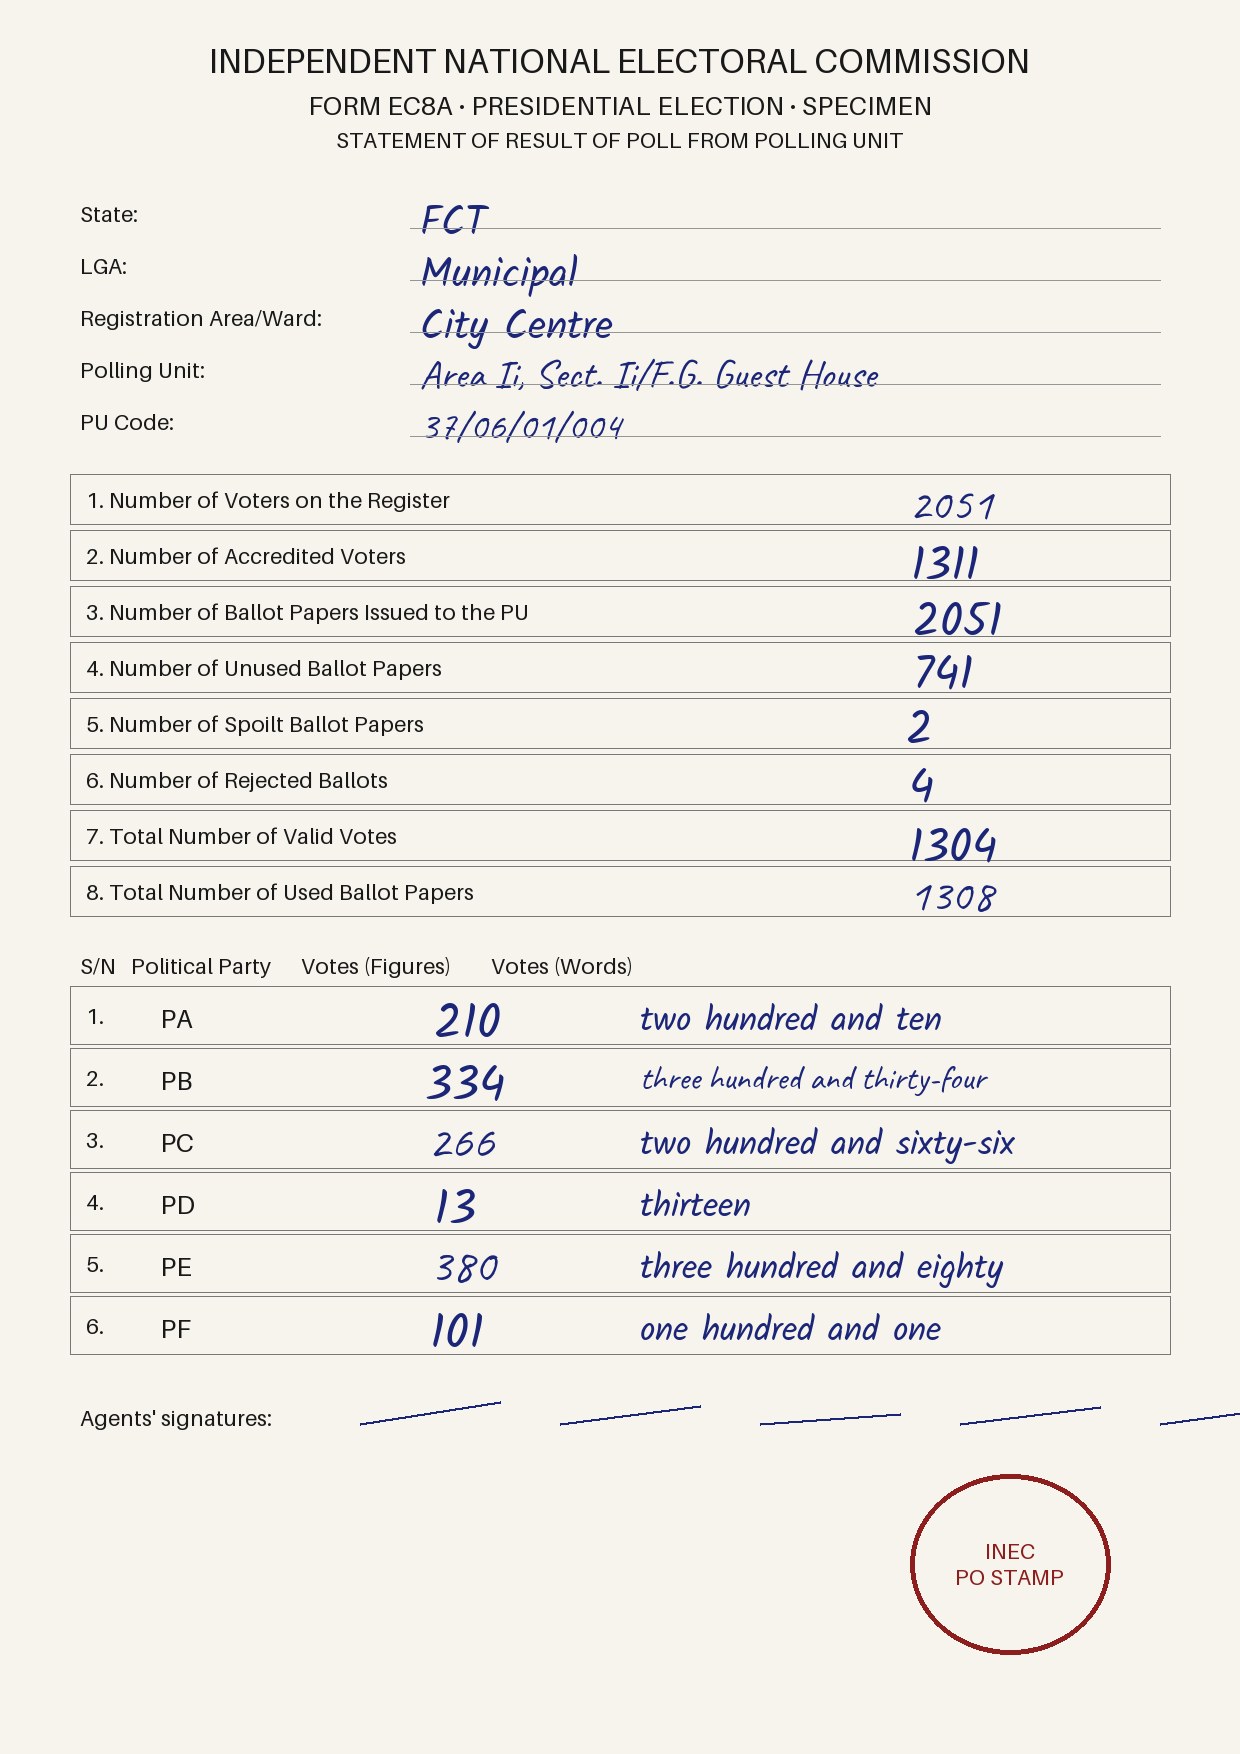 INDEPENDENT NATIONAL ELECTORAL COMMISSION
FORM EC8A · PRESIDENTIAL ELECTION · SPECIMEN
STATEMENT OF RESULT OF POLL FROM POLLING UNIT
State: FCT
LGA: Municipal
Registration Area/Ward: City Centre
Polling Unit: Area Ii, Sect. Ii/F.G. Guest House
PU Code: 37/06/01/004
1. Number of Voters on the Register 2051
2. Number of Accredited Voters 1311
3. Number of Ballot Papers Issued to the PU 2051
4. Number of Unused Ballot Papers 741
5. Number of Spoilt Ballot Papers 2
6. Number of Rejected Ballots 4
7. Total Number of Valid Votes 1304
8. Total Number of Used Ballot Papers 1308
S/N Political Party Votes (Figures) Votes (Words)
1. PA 210 two hundred and ten
2. PB 334 three hundred and thirty-four
3. PC 266 two hundred and sixty-six
4. PD 13 thirteen
5. PE 380 three hundred and eighty
6. PF 101 one hundred and one
Agents' signatures:
INEC
PO STAMP